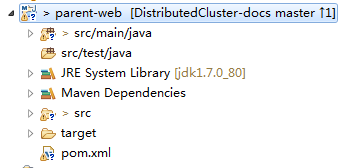 > parent-web [DistributedCluster-docs master ↑1]
> src/main/java
src/test/java
JRE System Library [jdk1.7.0_80]
Maven Dependencies
> src
target
pom.xml